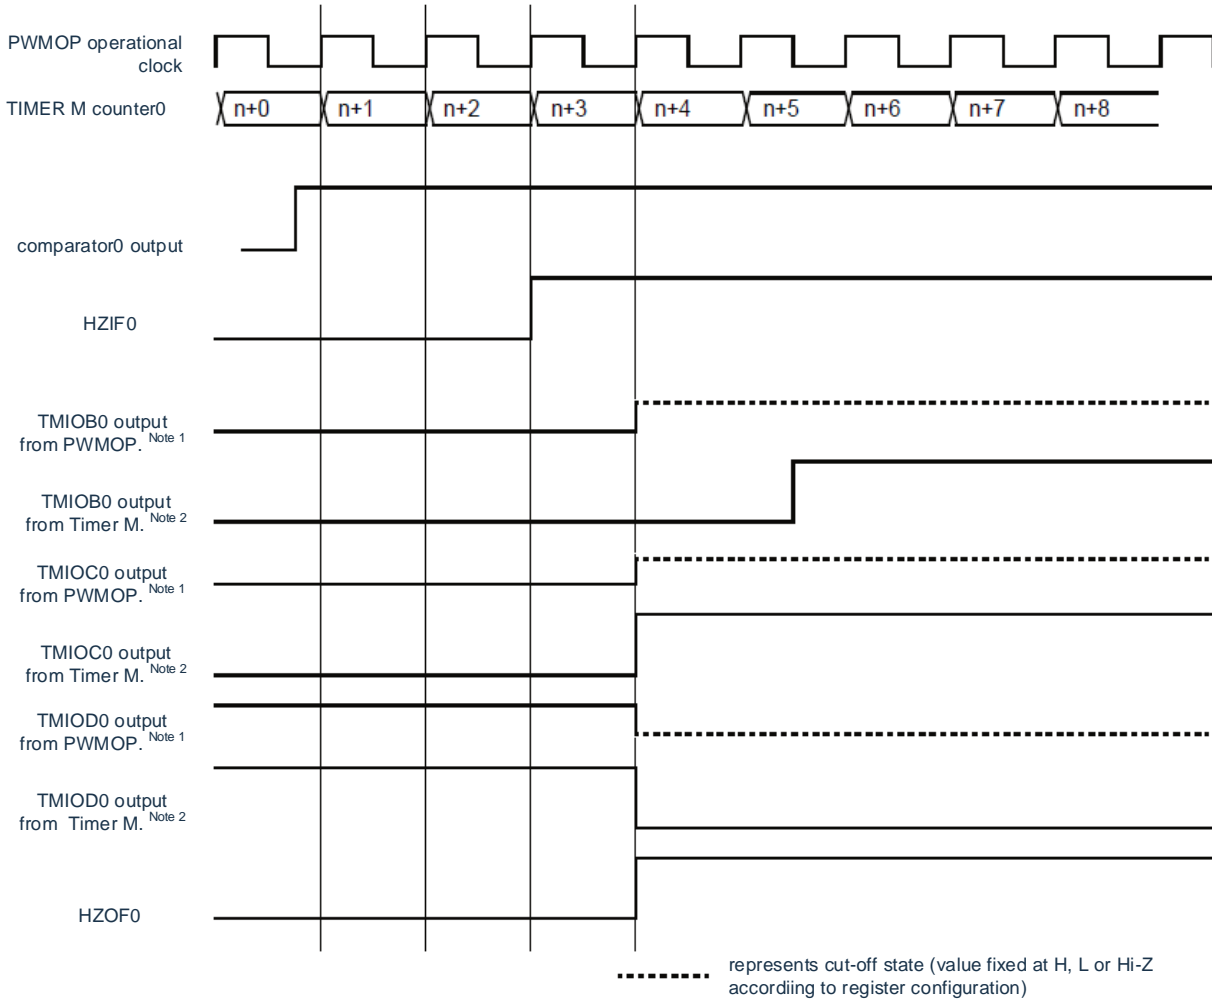 PWMOP operational
clock
TIMER M counter0
n+0 n+1 n+2 n+3 n+4 n+5 n+6 n+7 n+8
comparator0 output
HZIF0
TMIOB0 output
from PWMOP. Note 1
TMIOB0 output
from Timer M. Note 2
TMIOC0 output
from PWMOP. Note 1
TMIOC0 output
from Timer M. Note 2
TMIOD0 output
from PWMOP. Note 1
TMIOD0 output
from Timer M. Note 2
HZOF0
represents cut-off state (value fixed at H, L or Hi-Z
accordiing to register configuration)